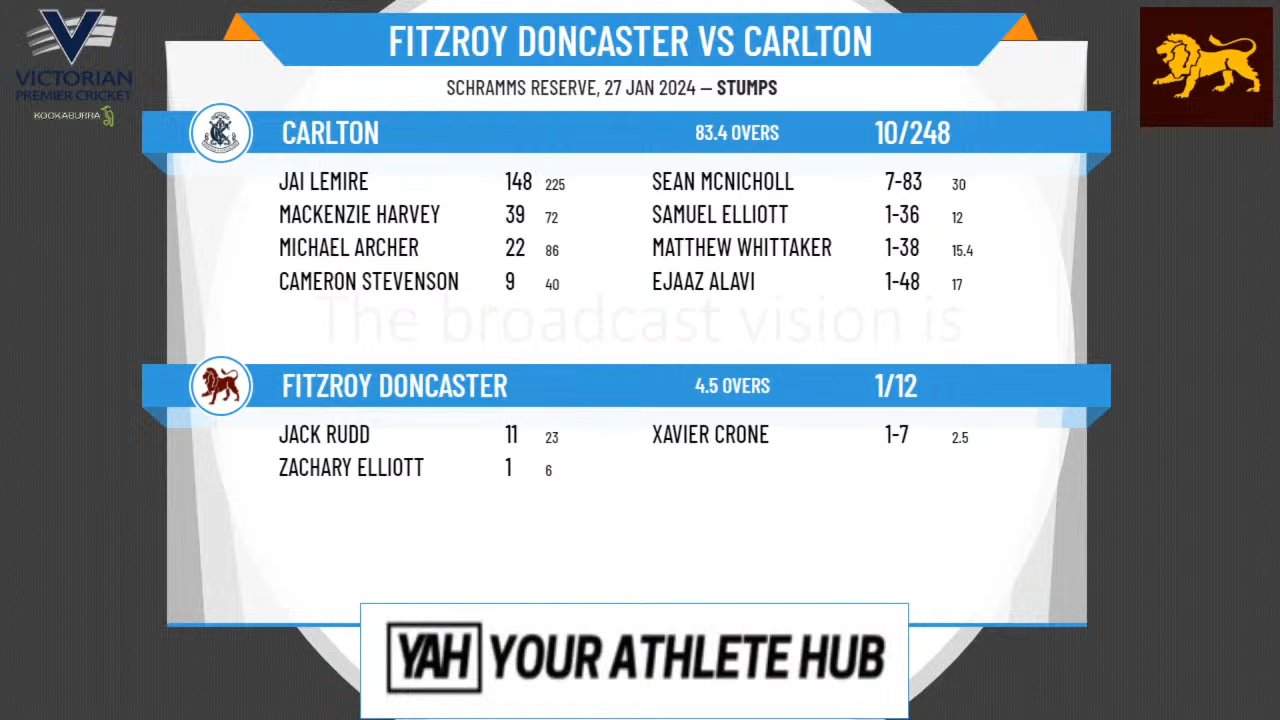 FITZROY DONCASTER VS CARLTON
VICTORIAN
PREMIER CRICKET
KOOKABURRA
SCHRAMMS RESERVE, 27 JAN 2024 – STUMPS
CARLTON 83.4 OVERS 10/248
JAI LEMIRE 148 225 SEAN MCNICHOLL 7-83 30
MACKENZIE HARVEY 39 72 SAMUEL ELLIOTT 1-36 12
MICHAEL ARCHER 22 86 MATTHEW WHITTAKER 1-38 15.4
CAMERON STEVENSON 9 40 EJAAZ ALAVI 1-48 17
The broadcast vision is
FITZROY DONCASTER 4.5 OVERS 1/12
JACK RUDD 11 23 XAVIER CRONE 1-7 2.5
ZACHARY ELLIOTT 1 6
YAH YOUR ATHLETE HUB